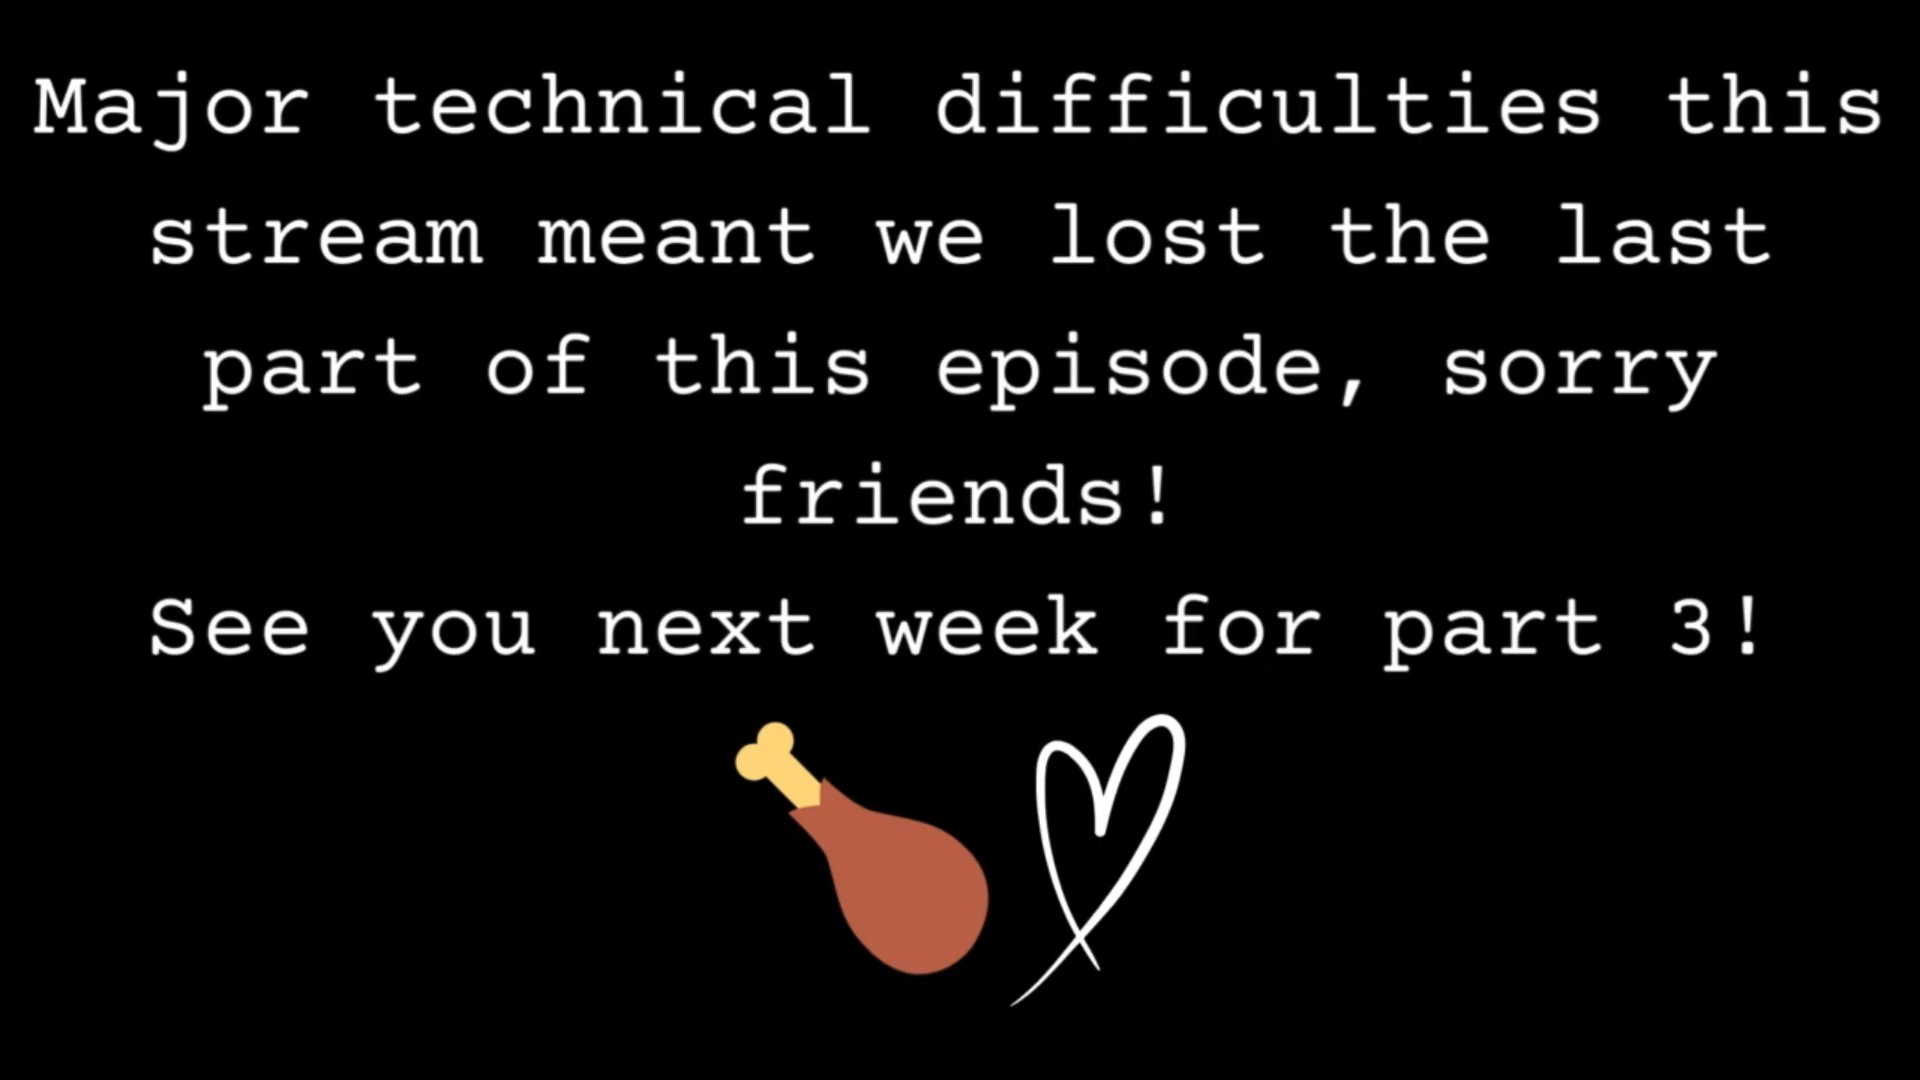 Major technical difficulties this
stream meant we lost the last
part of this episode, sorry
friends!
See you next week for part 3!